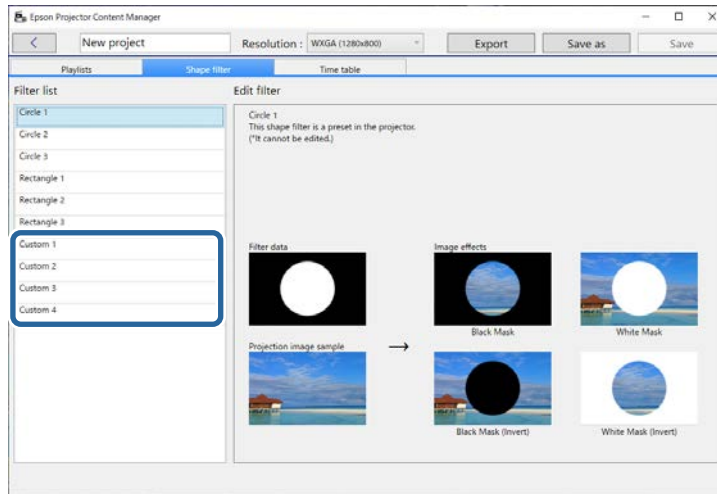 Epson Projector Content Manager
New project
Resolution : WXGA (1280x800)
Export
Save as
Save
Playlists
Shape filter
Time table
Filter list
Circle 1
Circle 2
Circle 3
Rectangle 1
Rectangle 2
Rectangle 3
Custom 1
Custom 2
Custom 3
Custom 4
Edit filter
Circle 1
This shape filter is a preset in the projector.
(*It cannot be edited.)
Filter data
Image effects
Black Mask
White Mask
Projection image sample
→
Black Mask (Invert)
White Mask (Invert)